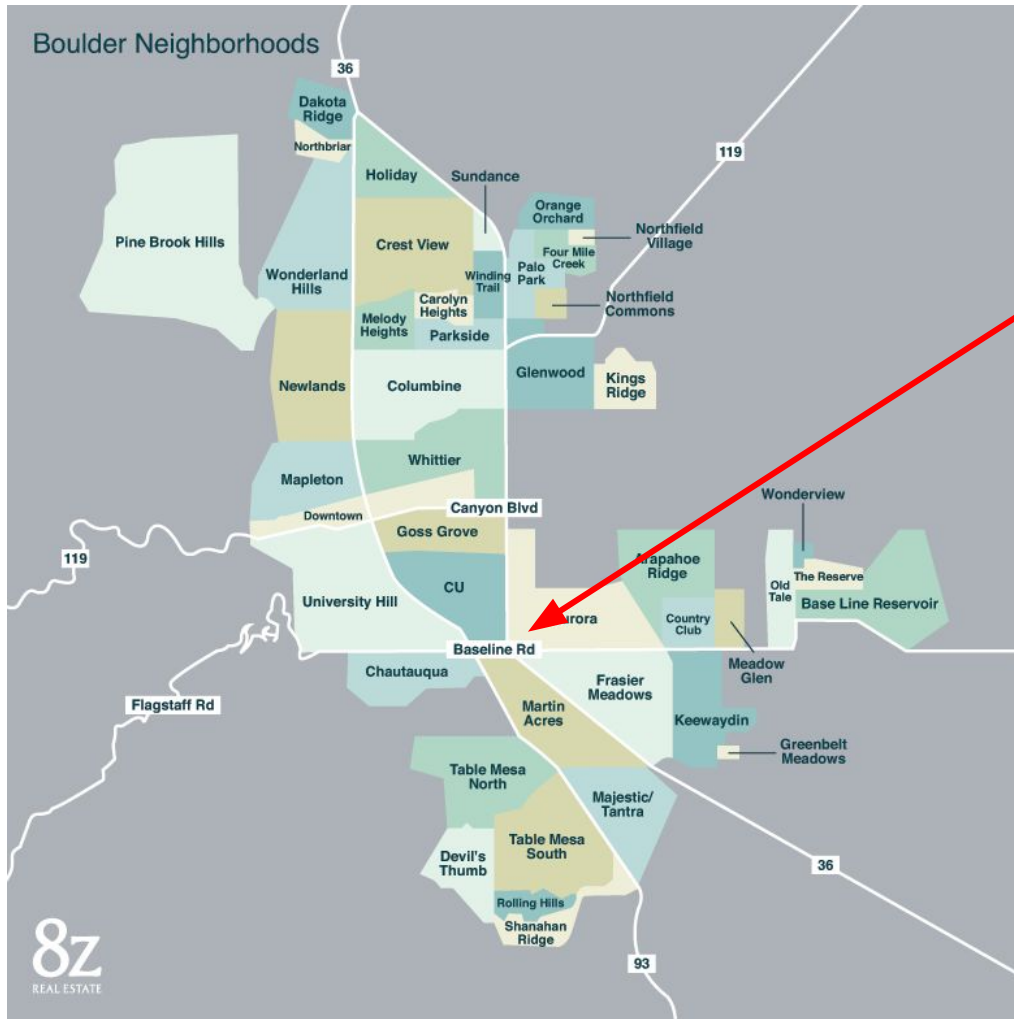 Boulder Neighborhoods
36
Dakota
Ridge
Northbriar
119
Holiday
Sundance
Orange
Orchard
Northfield
Village
Pine Brook Hills
Crest View
Four Mile
Creek
Wonderland
Hills
Winding
Trail
Palo
Park
Carolyn
Heights
Northfield
Commons
Melody
Heights
Parkside
Newlands
Columbine
Glenwood
Kings
Ridge
Whittier
Mapleton
Wonderview
Downtown
Canyon Blvd
Goss Grove
119
Arapahoe
Ridge
Old
Tale
The Reserve
CU
University Hill
Base Line Reservoir
Aurora
Country
Club
Baseline Rd
Meadow
Glen
Chautauqua
Frasier
Meadows
Flagstaff Rd
Martin
Acres
Keewaydin
Greenbelt
Meadows
Table Mesa
North
Majestic/
Tantra
Table Mesa
South
Devil's
Thumb
36
Rolling Hills
Shanahan
Ridge
93
8z
REAL ESTATE